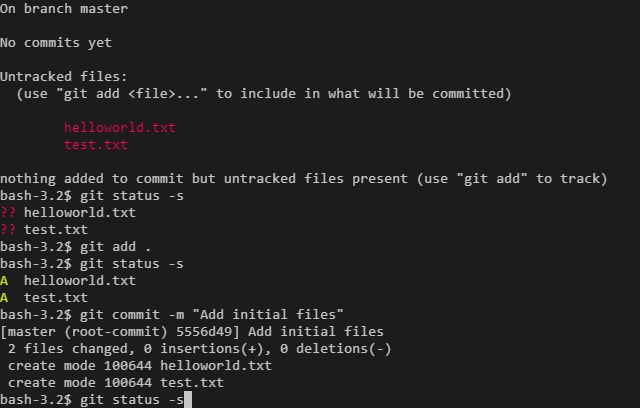 On branch master
No commits yet
Untracked files:
(use "git add <file>..." to include in what will be committed)
helloworld.txt
test.txt
nothing added to commit but untracked files present (use "git add" to track)
bash-3.2$ git status -s
?? helloworld.txt
?? test.txt
bash-3.2$ git add .
bash-3.2$ git status -s
A  helloworld.txt
A  test.txt
bash-3.2$ git commit -m "Add initial files"
[master (root-commit) 5556d49] Add initial files
2 files changed, 0 insertions(+), 0 deletions(-)
create mode 100644 helloworld.txt
create mode 100644 test.txt
bash-3.2$ git status -s